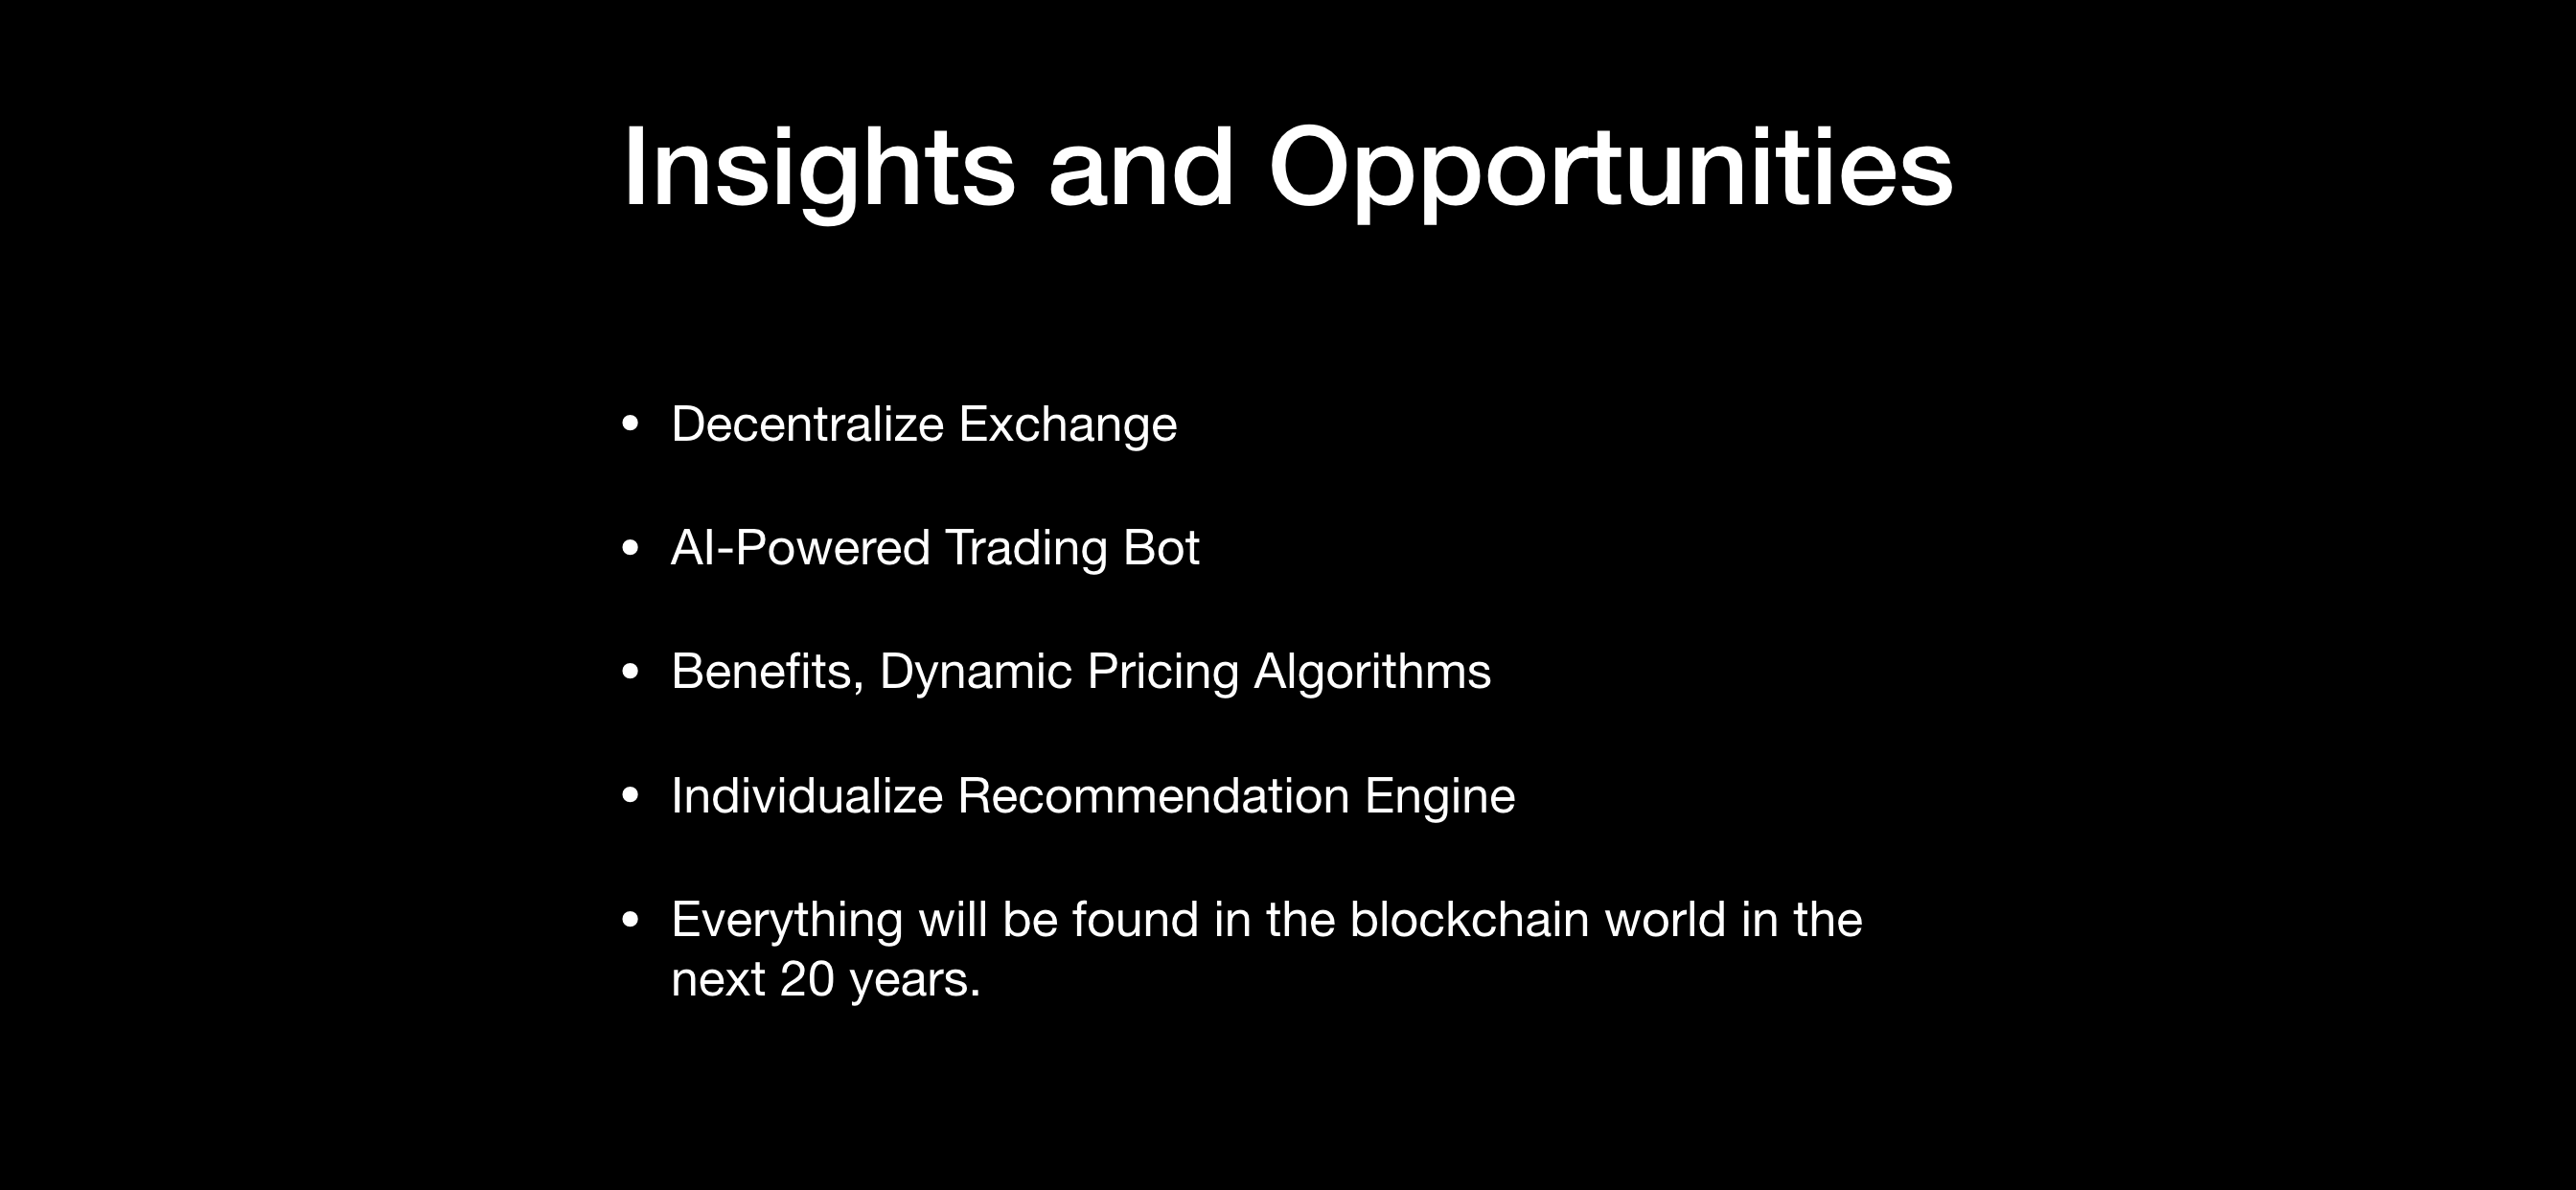 Insights and Opportunities
• Decentralize Exchange
• AI-Powered Trading Bot
• Benefits, Dynamic Pricing Algorithms
• Individualize Recommendation Engine
• Everything will be found in the blockchain world in the
next 20 years.